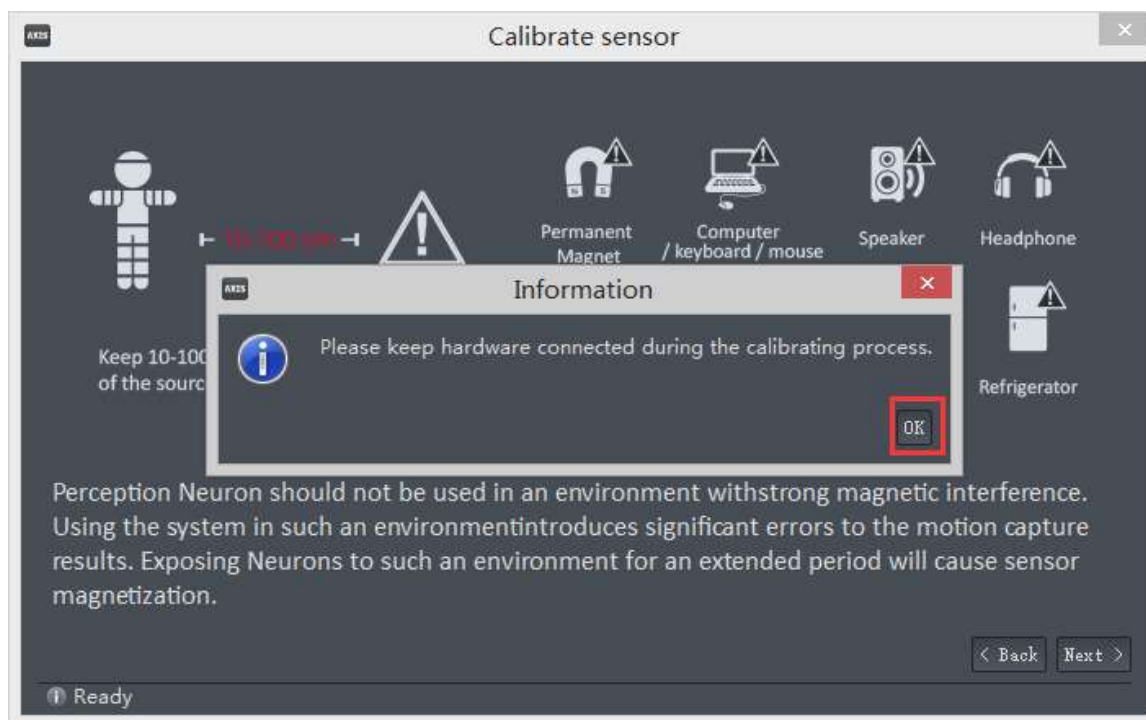 AXIS
Calibrate sensor
Permanent
Magnet
Computer
/ keyboard / mouse
Speaker
Headphone
AXIS
Information
Please keep hardware connected during the calibrating process.
OK
Keep 10-100
of the sourc
Refrigerator
Perception Neuron should not be used in an environment withstrong magnetic interference.
Using the system in such an environmentintroduces significant errors to the motion capture
results. Exposing Neurons to such an environment for an extended period will cause sensor
magnetization.
< Back Next >
Ready